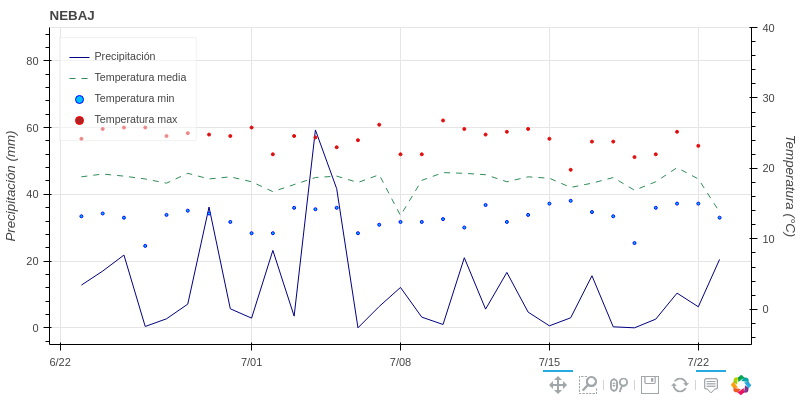 NEBAJ
Precipitación
Temperatura media
Temperatura min
Temperatura max
Precipitación (mm)
80
60
40
20
0
Temperatura (°C)
40
30
20
10
0
6/22 7/01 7/08 7/15 7/22